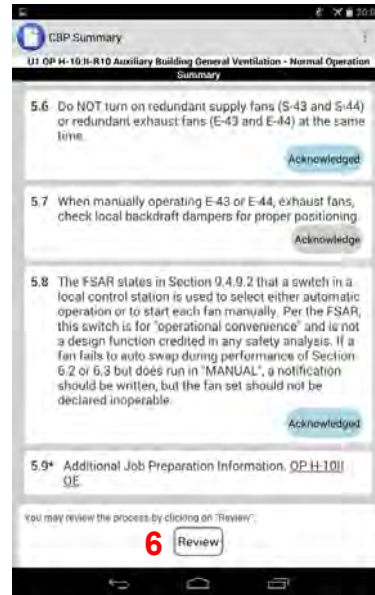 20:0
CBP Summary
U1 OP H-10:II-R10 Auxiliary Building General Ventilation - Normal Operation
Summary
5.6 Do NOT turn on redundant supply fans (S-43 and S-44)
or redundant exhaust fans (E-43 and E-44) at the same
time.
Acknowledged
5.7 When manually operating E-43 or E-44, exhaust fans,
check local backdraft dampers for proper positioning.
Acknowledge
5.8 The FSAR states in Section 9.4.9.2 that a switch in a
local control station is used to select either automatic
operation or to start each fan manually. Per the FSAR,
this switch is for "operational convenience" and is not
a design function credited in any safety analysis. If a
fan fails to auto swap during performance of Section
6.2 or 6.3 but does run in "MANUAL", a notification
should be written, but the fan set should not be
declared inoperable.
Acknowledged
5.9* Additional Job Preparation Information. OP H-10:II
OE.
You may review the process by clicking on "Review".
6 Review